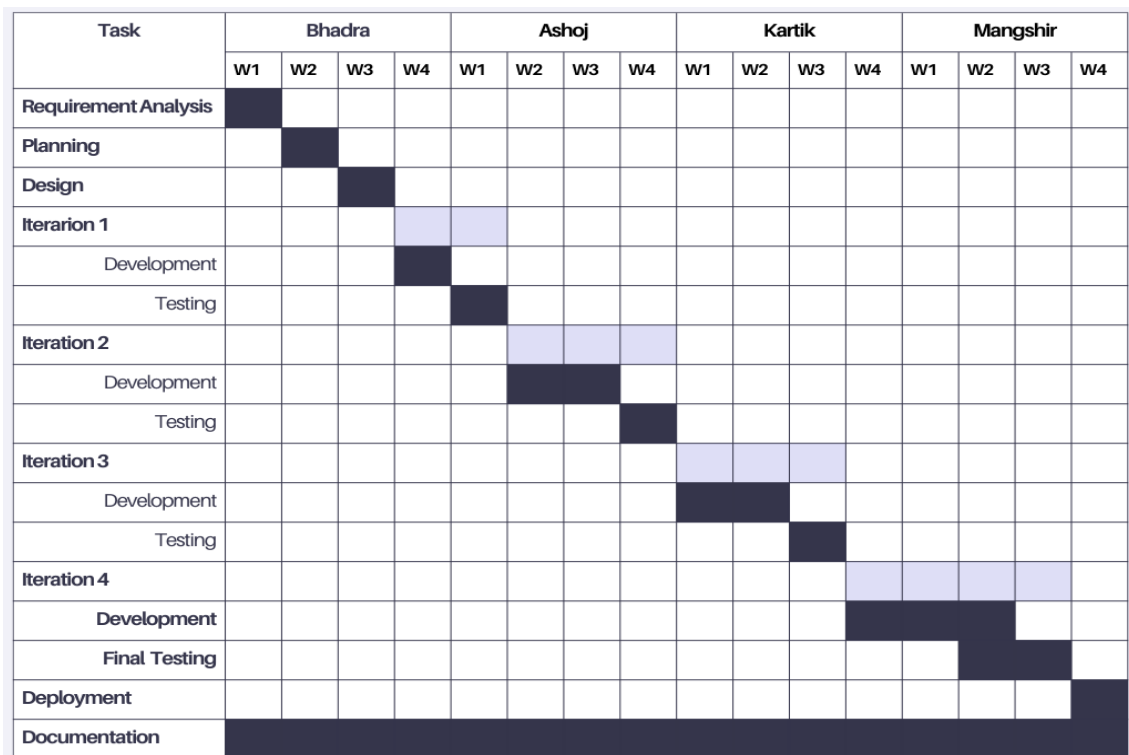 Task Bhadra Ashoj Kartik Mangshir
W1 W2 W3 W4 W1 W2 W3 W4 W1 W2 W3 W4 W1 W2 W3 W4
Requirement Analysis
Planning
Design
Iterarion 1
Development
Testing
Iteration 2
Development
Testing
Iteration 3
Development
Testing
Iteration 4
Development
Final Testing
Deployment
Documentation